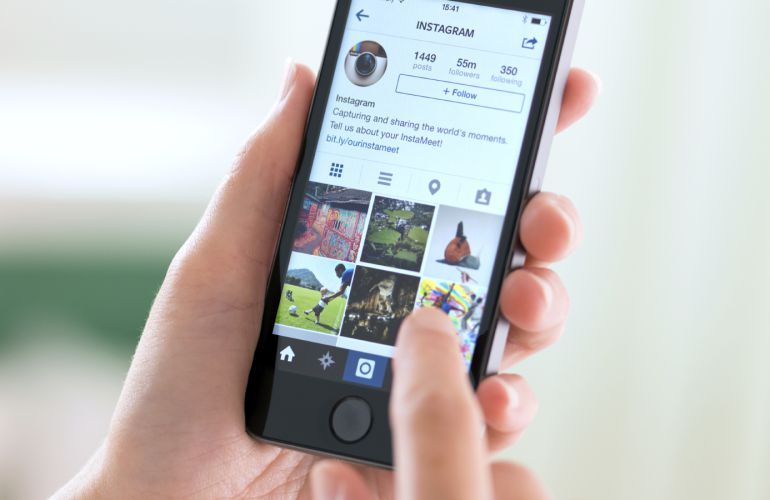 15:41
INSTAGRAM
1449 55m 350
posts followers following
+ Follow
Instagram
Capturing and sharing the world's moments.
Tell us about your InstaMeet!
bit.ly/ourinstameet